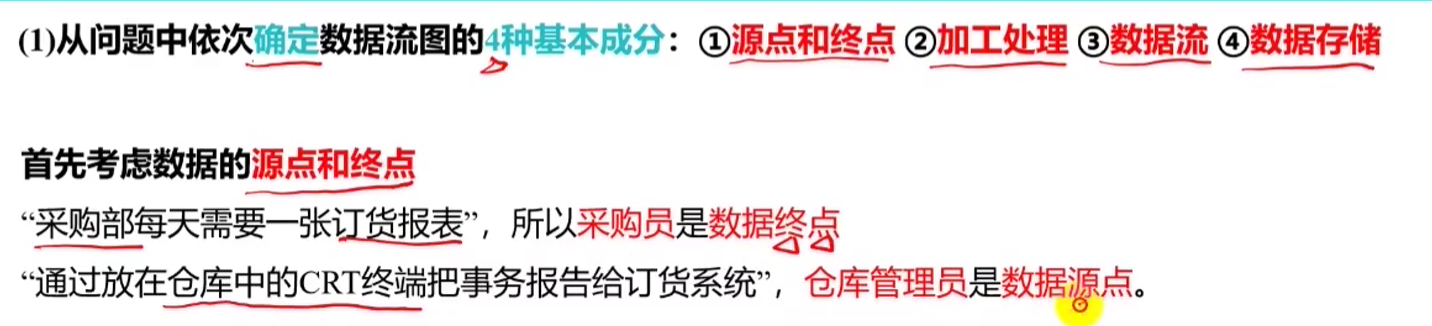 (1)从问题中依次确定数据流图的4种基本成分：①源点和终点 ②加工处理 ③数据流 ④数据存储
首先考虑数据的源点和终点
“采购部每天需要一张订货报表”，所以采购员是数据终点
“通过放在仓库中的CRT终端把事务报告给订货系统”，仓库管理员是数据源点。